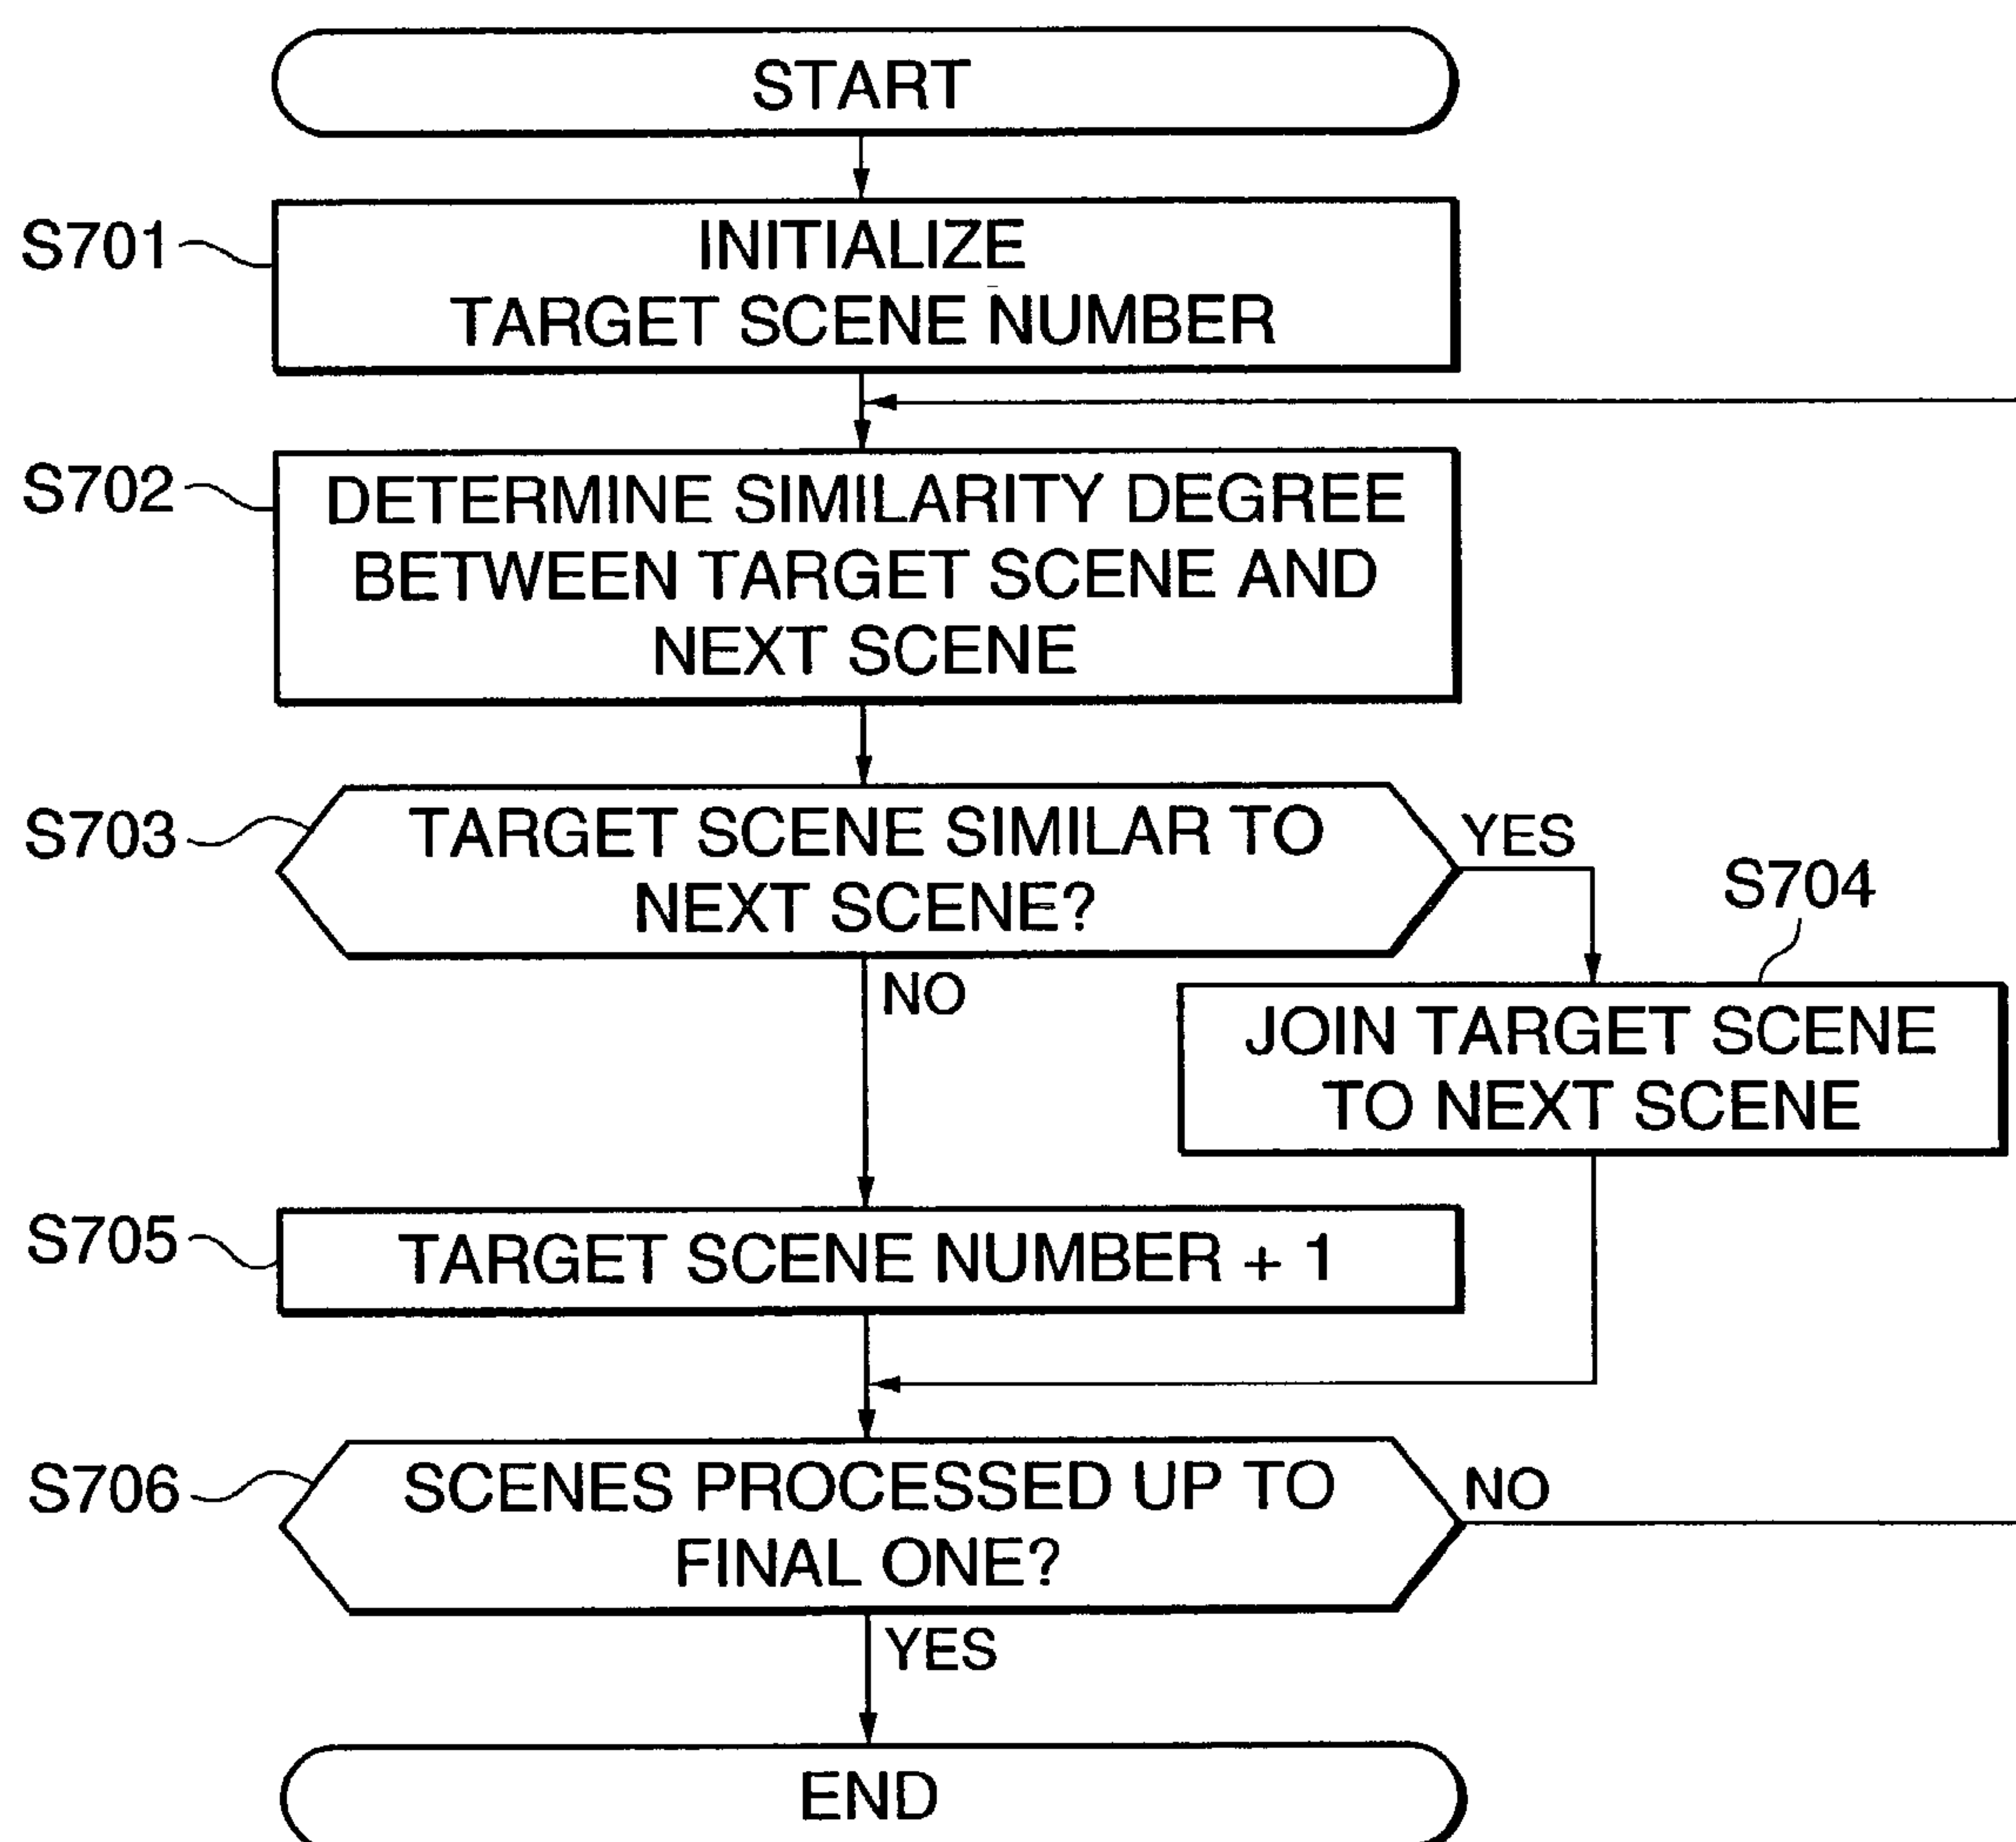 START
S701
INITIALIZE
TARGET SCENE NUMBER
S702
DETERMINE SIMILARITY DEGREE
BETWEEN TARGET SCENE AND
NEXT SCENE
S703
TARGET SCENE SIMILAR TO
NEXT SCENE?
YES
NO
S704
JOIN TARGET SCENE
TO NEXT SCENE
S705
TARGET SCENE NUMBER + 1
S706
SCENES PROCESSED UP TO
FINAL ONE?
NO
YES
END